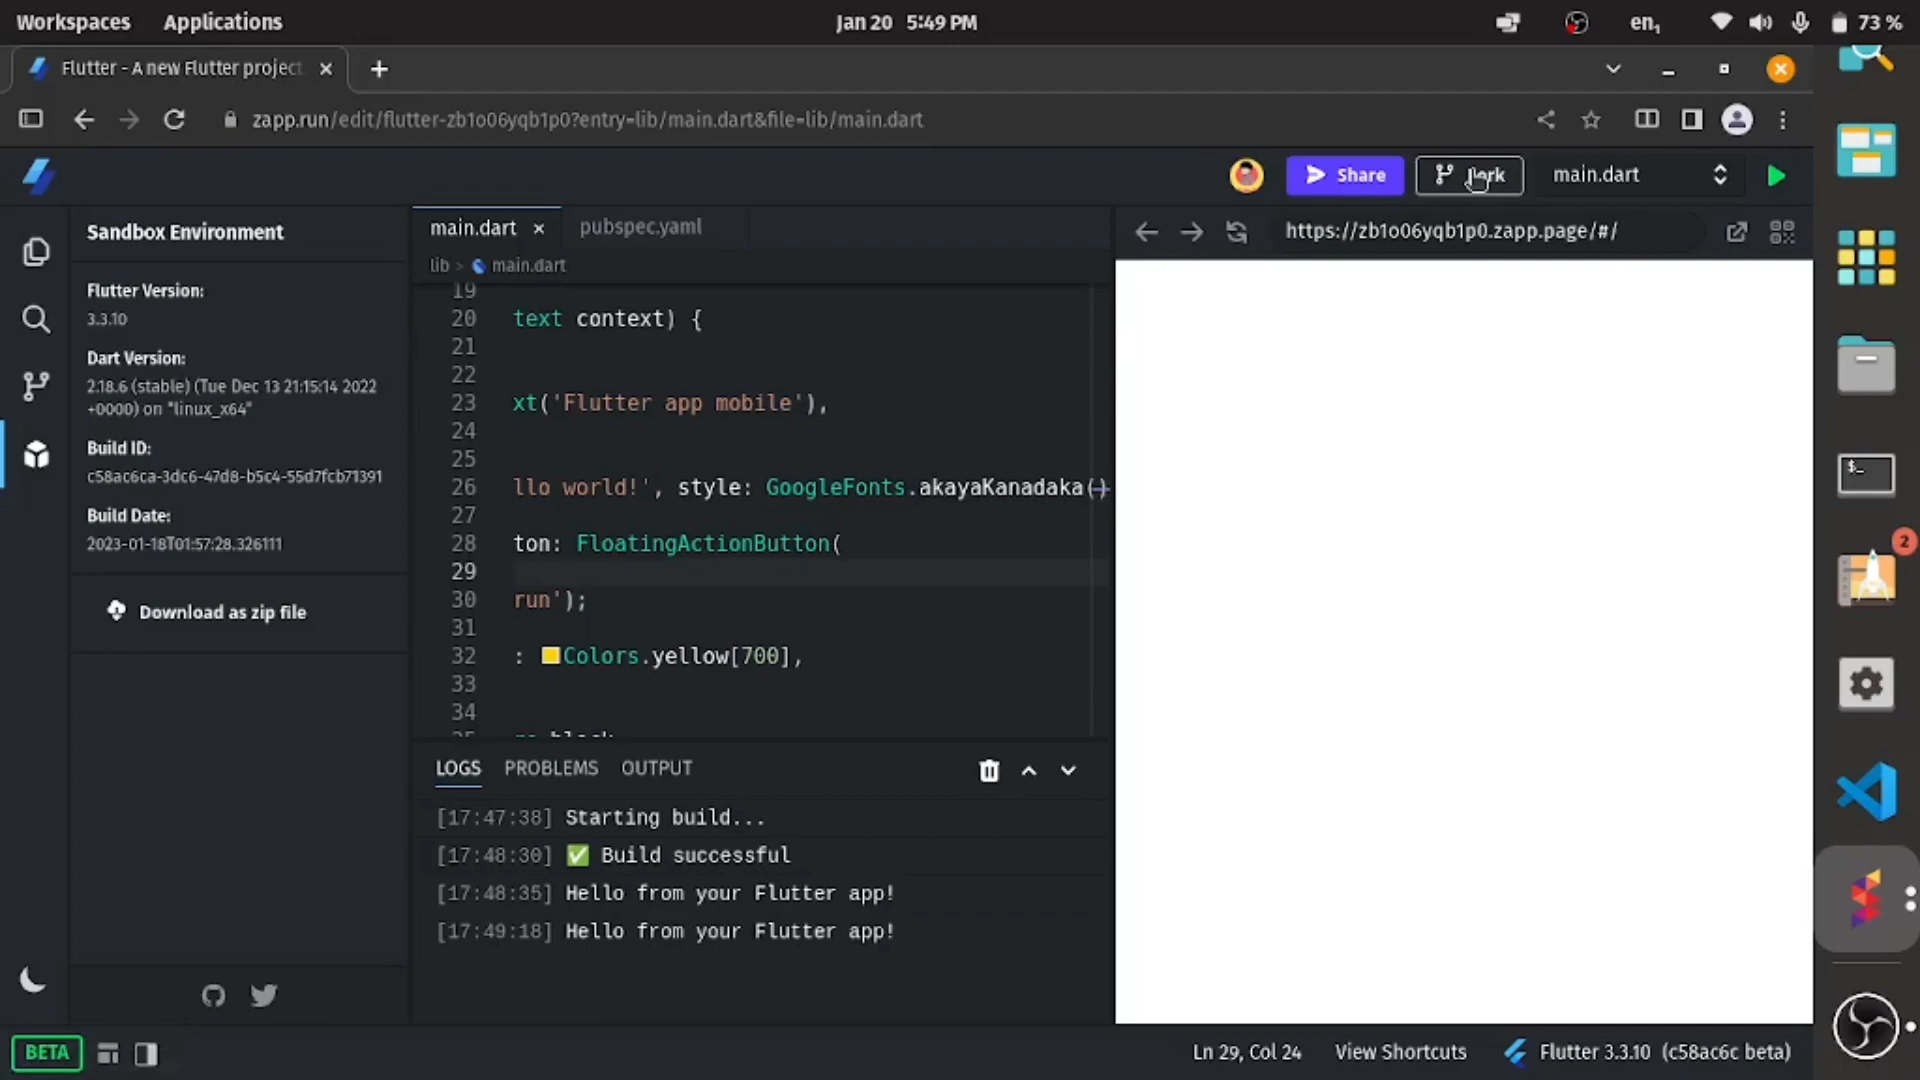 Workspaces Applications Jan 20 5:49 PM en₁ 73 %
Flutter - A new Flutter project
zapp.run/edit/flutter-zb1o06yqb1p0?entry=lib/main.dart&file=lib/main.dart
Share main.dart
Sandbox Environment
Flutter Version:
3.3.10
Dart Version:
2.18.6 (stable) (Tue Dec 13 21:15:14 2022
+0000) on "linux_x64"
Build ID:
c58ac6ca-3dc6-47d8-b5c4-55d7fcb71391
Build Date:
2023-01-18T01:57:28.326111
Download as zip file
main.dart pubspec.yaml
lib > main.dart
19
20 text context) {
21
22
23 xt('Flutter app mobile'),
24
25
26 llo world!', style: GoogleFonts.akayaKanadaka()
27
28 ton: FloatingActionButton(
29
30 run');
31
32 : Colors.yellow[700],
33
34
LOGS PROBLEMS OUTPUT
[17:47:38] Starting build...
[17:48:30] ✅ Build successful
[17:48:35] Hello from your Flutter app!
[17:49:18] Hello from your Flutter app!
https://zb1o06yqb1p0.zapp.page/#/
2
$_
BETA Ln 29, Col 24 View Shortcuts Flutter 3.3.10 (c58ac6c beta)